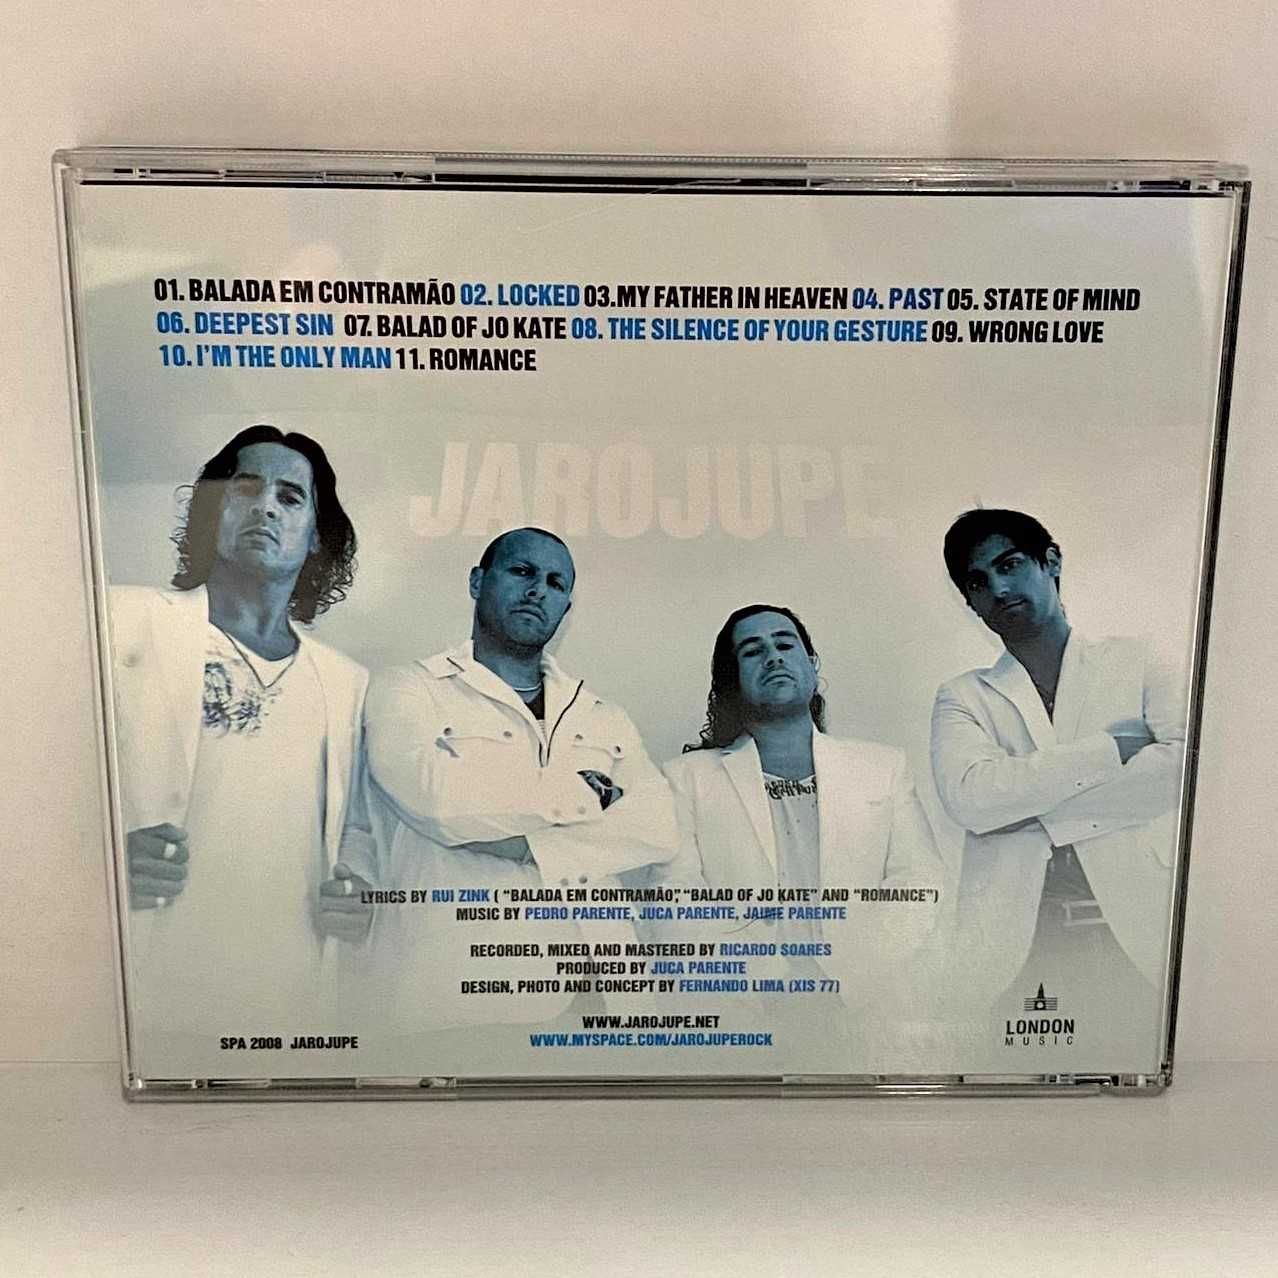 01. BALADA EM CONTRAMÃO 02. LOCKED 03.MY FATHER IN HEAVEN 04. PAST 05. STATE OF MIND
06. DEEPEST SIN 07. BALAD OF JO KATE 08. THE SILENCE OF YOUR GESTURE 09. WRONG LOVE
10. I'M THE ONLY MAN 11. ROMANCE
JAROJUPE
LYRICS BY RUI ZINK ( “BALADA EM CONTRAMÃO”, “BALAD OF JO KATE” AND “ROMANCE”)
MUSIC BY PEDRO PARENTE, JUCA PARENTE, JAIME PARENTE
RECORDED, MIXED AND MASTERED BY RICARDO SOARES
PRODUCED BY JUCA PARENTE
DESIGN, PHOTO AND CONCEPT BY FERNANDO LIMA (XIS 77)
WWW.JAROJUPE.NET
WWW.MYSPACE.COM/JAROJUPEROCK
SPA 2008 JAROJUPE
LONDON
MUSIC